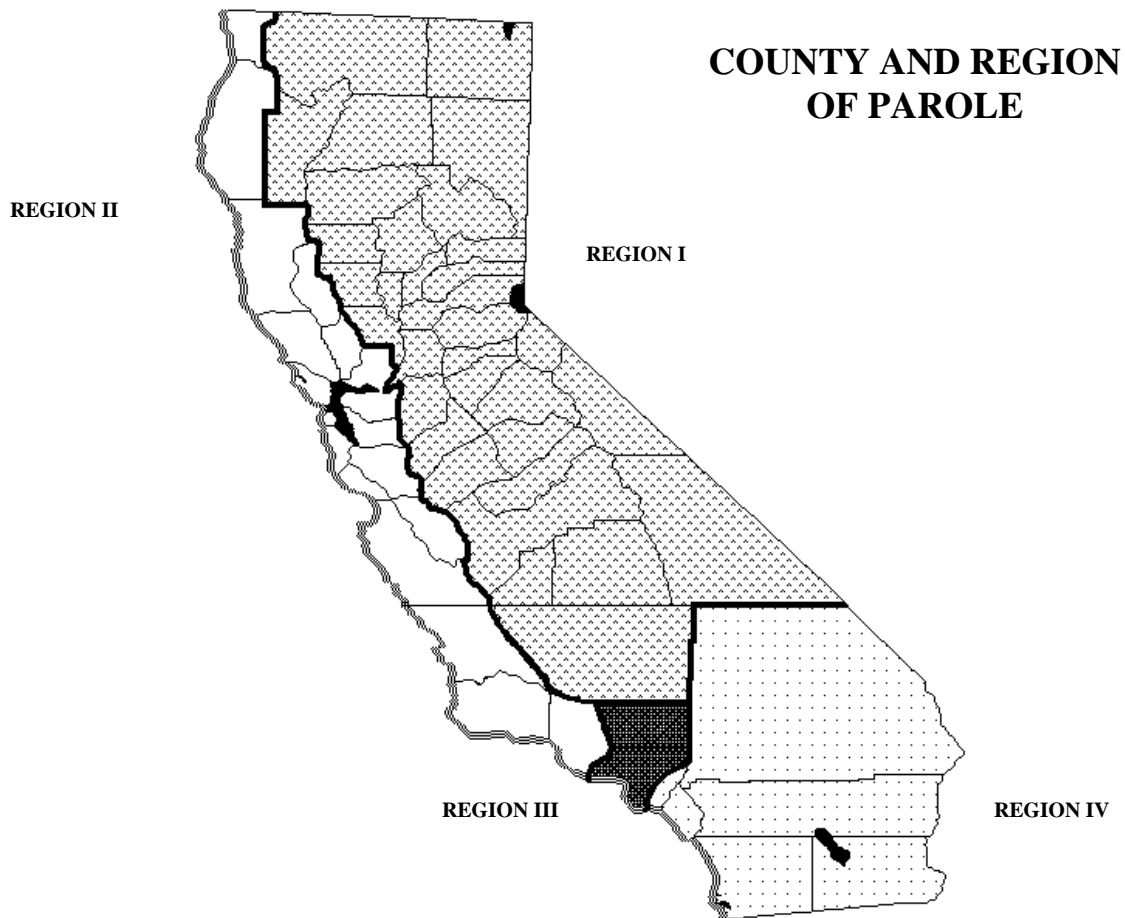 COUNTY AND REGION
OF PAROLE
REGION II
REGION I
REGION III
REGION IV